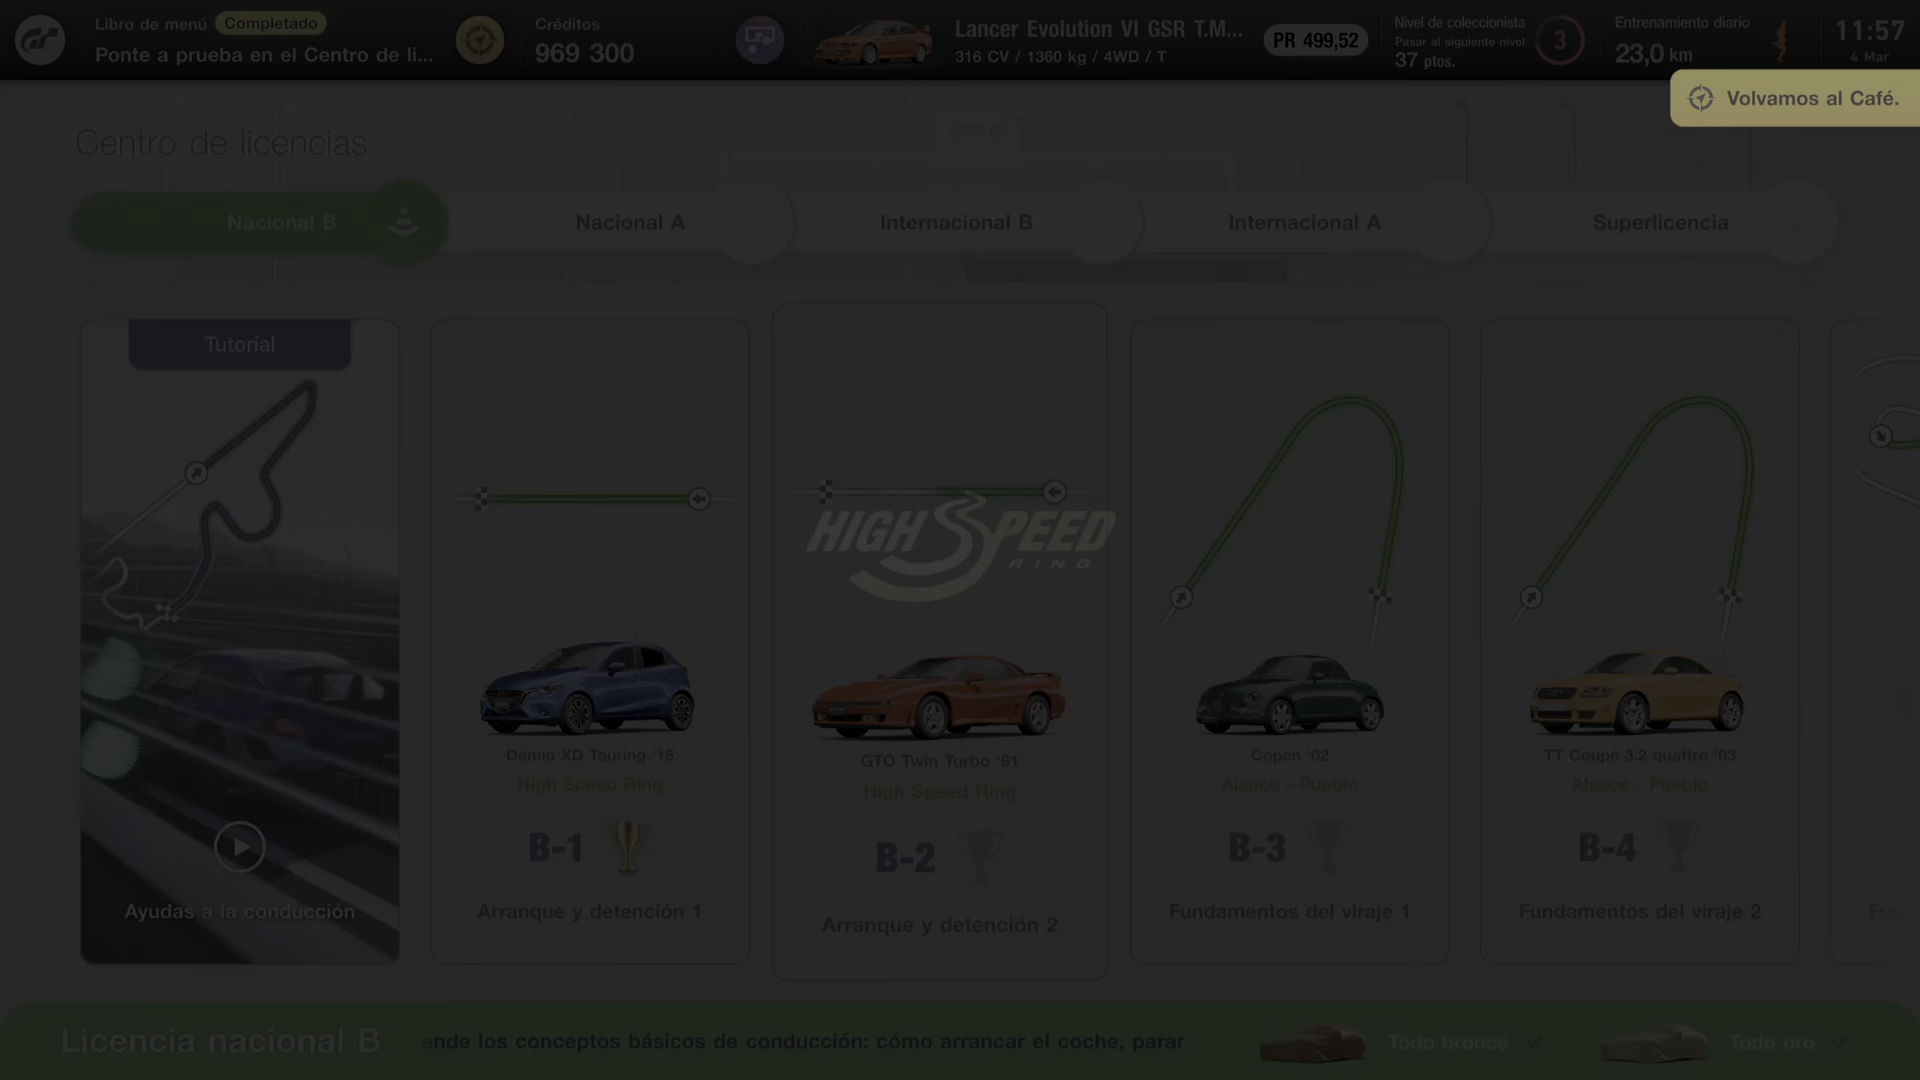 Libro de menú Completado
Ponte a prueba en el Centro de li...
Créditos
969 300
Lancer Evolution VI GSR T.M...
316 CV / 1360 kg / 4WD / T
PR 499,52
Nivel de coleccionista
Pasar al siguiente nivel
37 ptos.
3
Entrenamiento diario
23,0 km
11:57
4 Mar
Volvamos al Café.
Centro de licencias
Nacional B
Nacional A
Internacional B
Internacional A
Superlicencia
Tutorial
Ayudas a la conducción
Demio XD Touring '15
High Speed Ring
B-1
Arranque y detención 1
HIGH SPEED
RING
GTO Twin Turbo '91
High Speed Ring
B-2
Arranque y detención 2
Copen '02
Alsace - Pueblo
B-3
Fundamentos del viraje 1
TT Coupé 3.2 quattro '03
Alsace - Pueblo
B-4
Fundamentos del viraje 2
Licencia nacional B
ende los conceptos básicos de conducción: cómo arrancar el coche, parar
Todo bronce
Todo oro